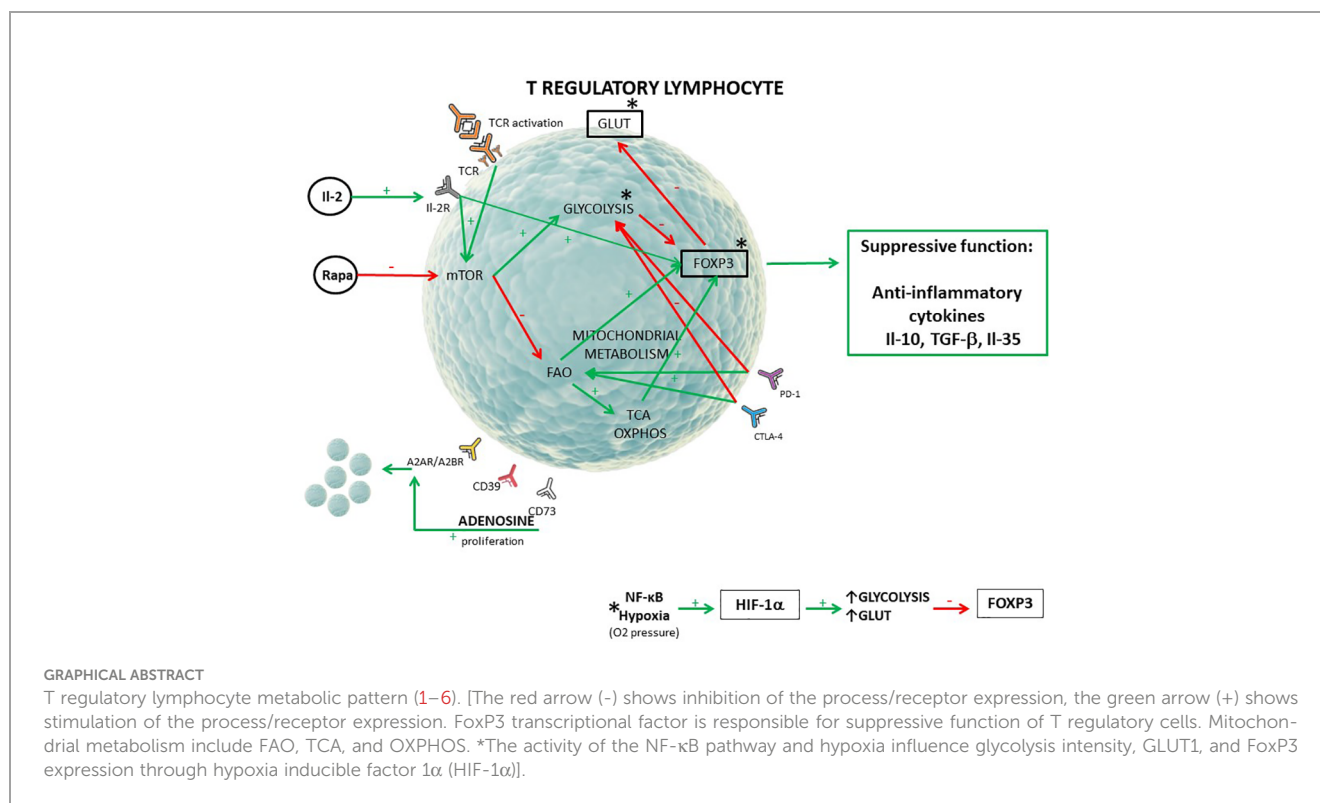 T REGULATORY LYMPHOCYTE
*
TCR activation
GLUT
TCR
Il-2
+
Il-2R
+
GLYCOLYSIS
*
-
-
+
+
FOXP3
*
Rapa
-
mTOR
-
+
-
-
Suppressive function:
Anti-inflammatory
cytokines
Il-10, TGF-β, Il-35
MITOCHONDRIAL
METABOLISM
+
FAO
+
+
PD-1
TCA
OXPHOS
CTLA-4
A2AR/A2BR
CD39
CD73
ADENOSINE
+
proliferation
* NF-κB
Hypoxia
(O2 pressure)
+
HIF-1α
+
↑GLYCOLYSIS
↑GLUT
-
FOXP3
GRAPHICAL ABSTRACT
T regulatory lymphocyte metabolic pattern (1–6). [The red arrow (-) shows inhibition of the process/receptor expression, the green arrow (+) shows
stimulation of the process/receptor expression. FoxP3 transcriptional factor is responsible for suppressive function of T regulatory cells. Mitochon-
drial metabolism include FAO, TCA, and OXPHOS. *The activity of the NF-κB pathway and hypoxia influence glycolysis intensity, GLUT1, and FoxP3
expression through hypoxia inducible factor 1α (HIF-1α)].